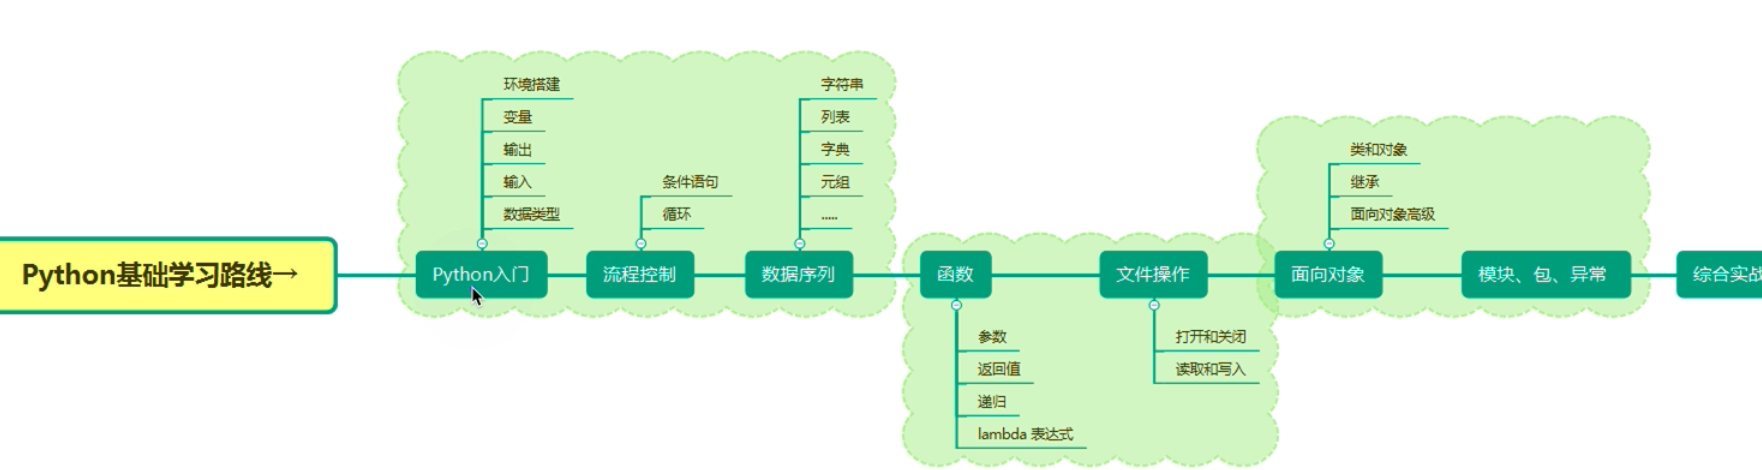 Python基础学习路线→
环境搭建
变量
输出
输入
数据类型
Python入门
条件语句
循环
流程控制
字符串
列表
字典
元组
.....
数据序列
函数
参数
返回值
递归
lambda 表达式
文件操作
打开和关闭
读取和写入
类和对象
继承
面向对象高级
面向对象
模块、包、异常
综合实战